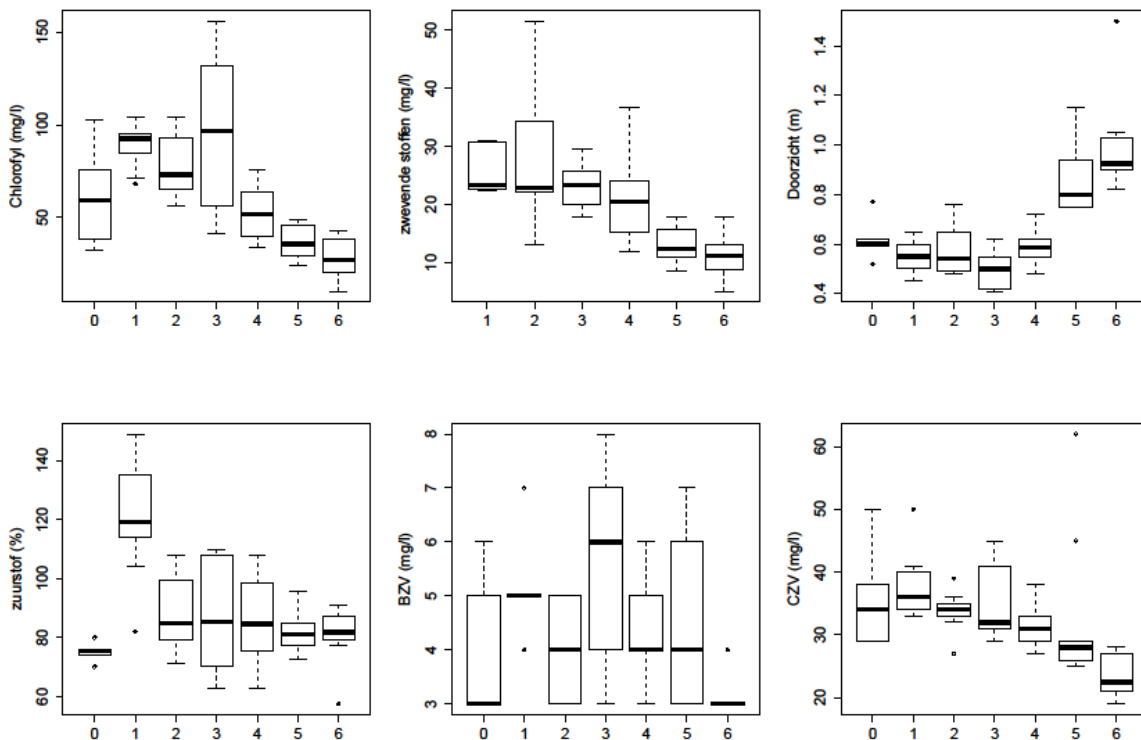 Chlorofyl (mg/l)
50
100
150
0 1 2 3 4 5 6
zwevende stoffen (mg/l)
10
20
30
40
50
1 2 3 4 5 6
Doorzicht (m)
0.4
0.6
0.8
1.0
1.2
1.4
0 1 2 3 4 5 6
zuurstof (%)
60
80
100
120
140
0 1 2 3 4 5 6
BZV (mg/l)
3
4
5
6
7
8
0 1 2 3 4 5 6
CZV (mg/l)
20
30
40
50
60
0 1 2 3 4 5 6